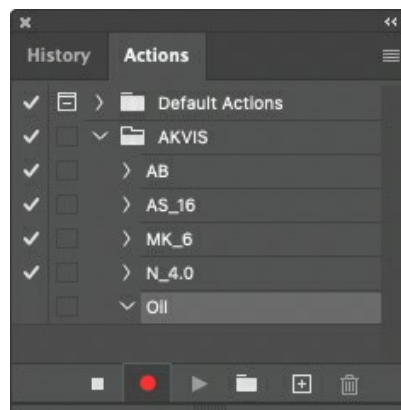 History Actions
Default Actions
AKVIS
AB
AS_16
MK_6
N_4.0
Oil